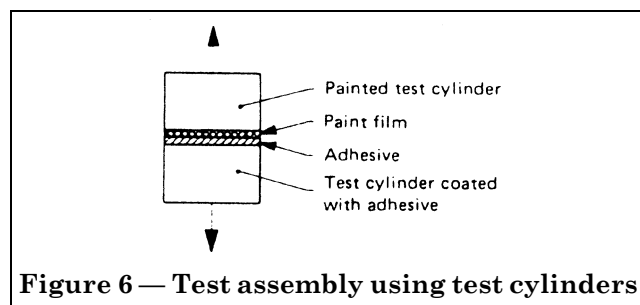 Painted test cylinder
Paint film
Adhesive
Test cylinder coated
with adhesive
Figure 6 — Test assembly using test cylinders